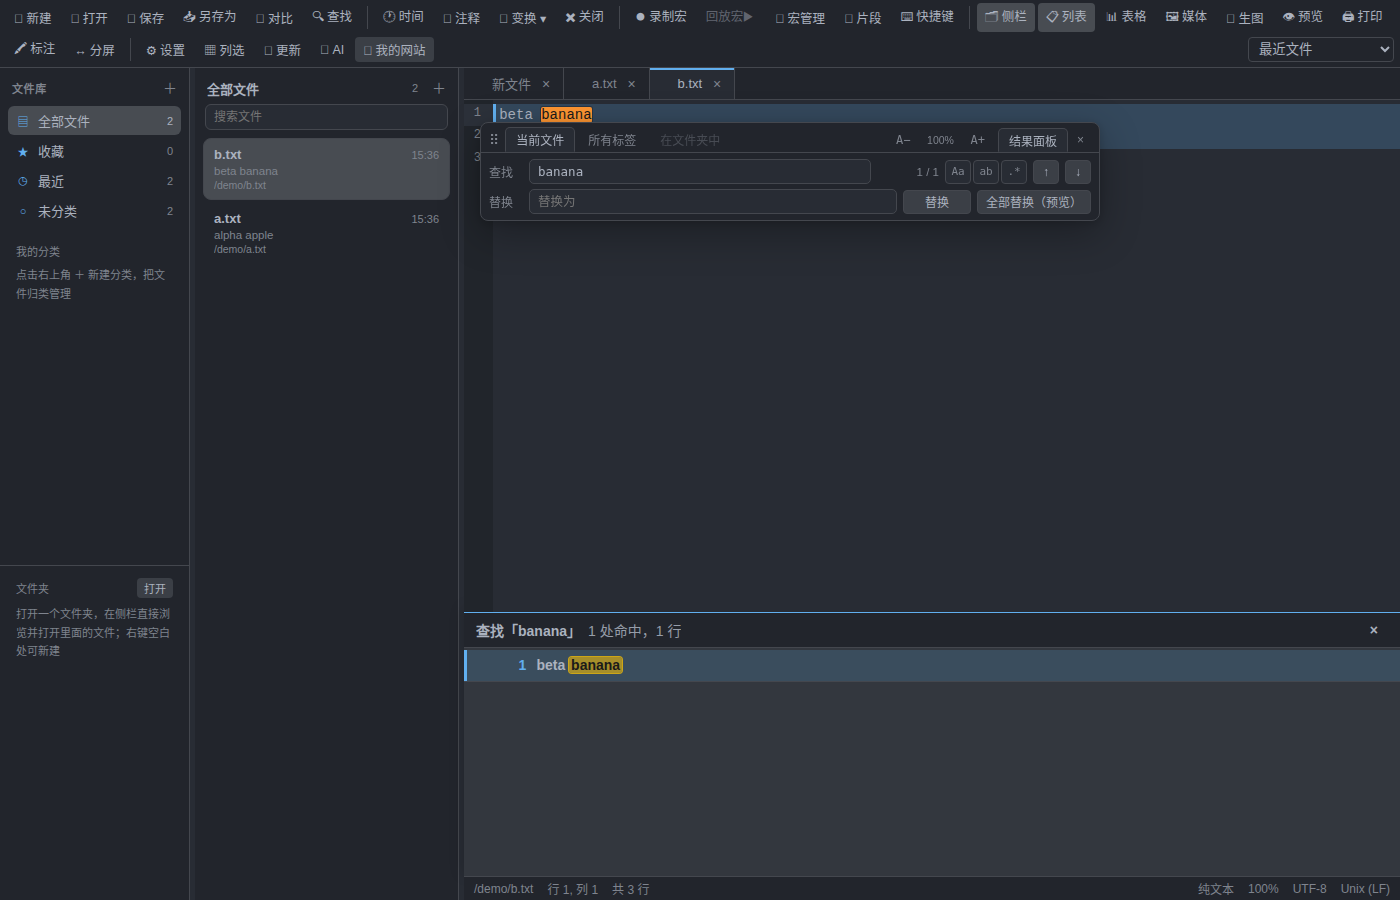 新建 打开 保存 另存为 对比 查找 时间 注释 变换 ▾ 关闭 录制宏 回放宏▶ 宏管理 片段 快捷键 侧栏 列表 表格 媒体 生图 预览 打印
标注 ↔ 分屏 ⚙ 设置 列选 更新 AI 我的网站 最近文件
文件库 +
全部文件 2
★ 收藏 0
最近 2
○ 未分类 2
我的分类
点击右上角 + 新建分类，把文
件归类管理
文件夹 打开
打开一个文件夹，在侧栏直接浏
览并打开里面的文件；右键空白
处可新建
全部文件 2 +
搜索文件
b.txt 15:36
beta banana
/demo/b.txt
a.txt 15:36
alpha apple
/demo/a.txt
新文件 × a.txt × b.txt ×
1 beta banana
2
3
当前文件 所有标签 在文件夹中 A− 100% A+ 结果面板 ×
查找 banana 1 / 1 Aa ab .* ↑ ↓
替换 替换为 替换 全部替换（预览）
查找「banana」 1 处命中，1 行 ×
1 beta banana
/demo/b.txt 行 1, 列 1 共 3 行 纯文本 100% UTF-8 Unix (LF)